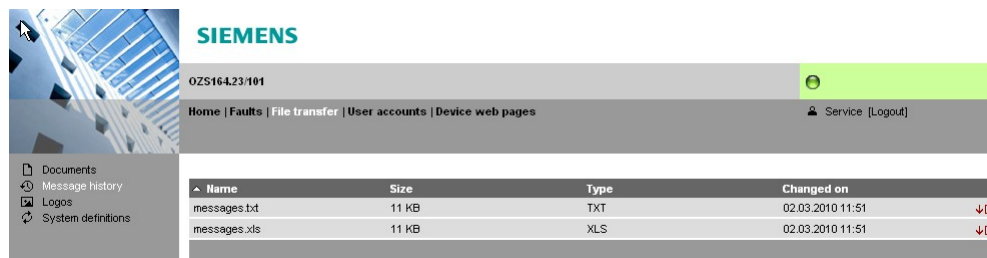 SIEMENS
OZS164.23/101
Home | Faults | File transfer | User accounts | Device web pages
Service [Logout]
Documents
Message history
Logos
System definitions
Name Size Type Changed on
messages.txt 11 KB TXT 02.03.2010 11:51
messages.xls 11 KB XLS 02.03.2010 11:51